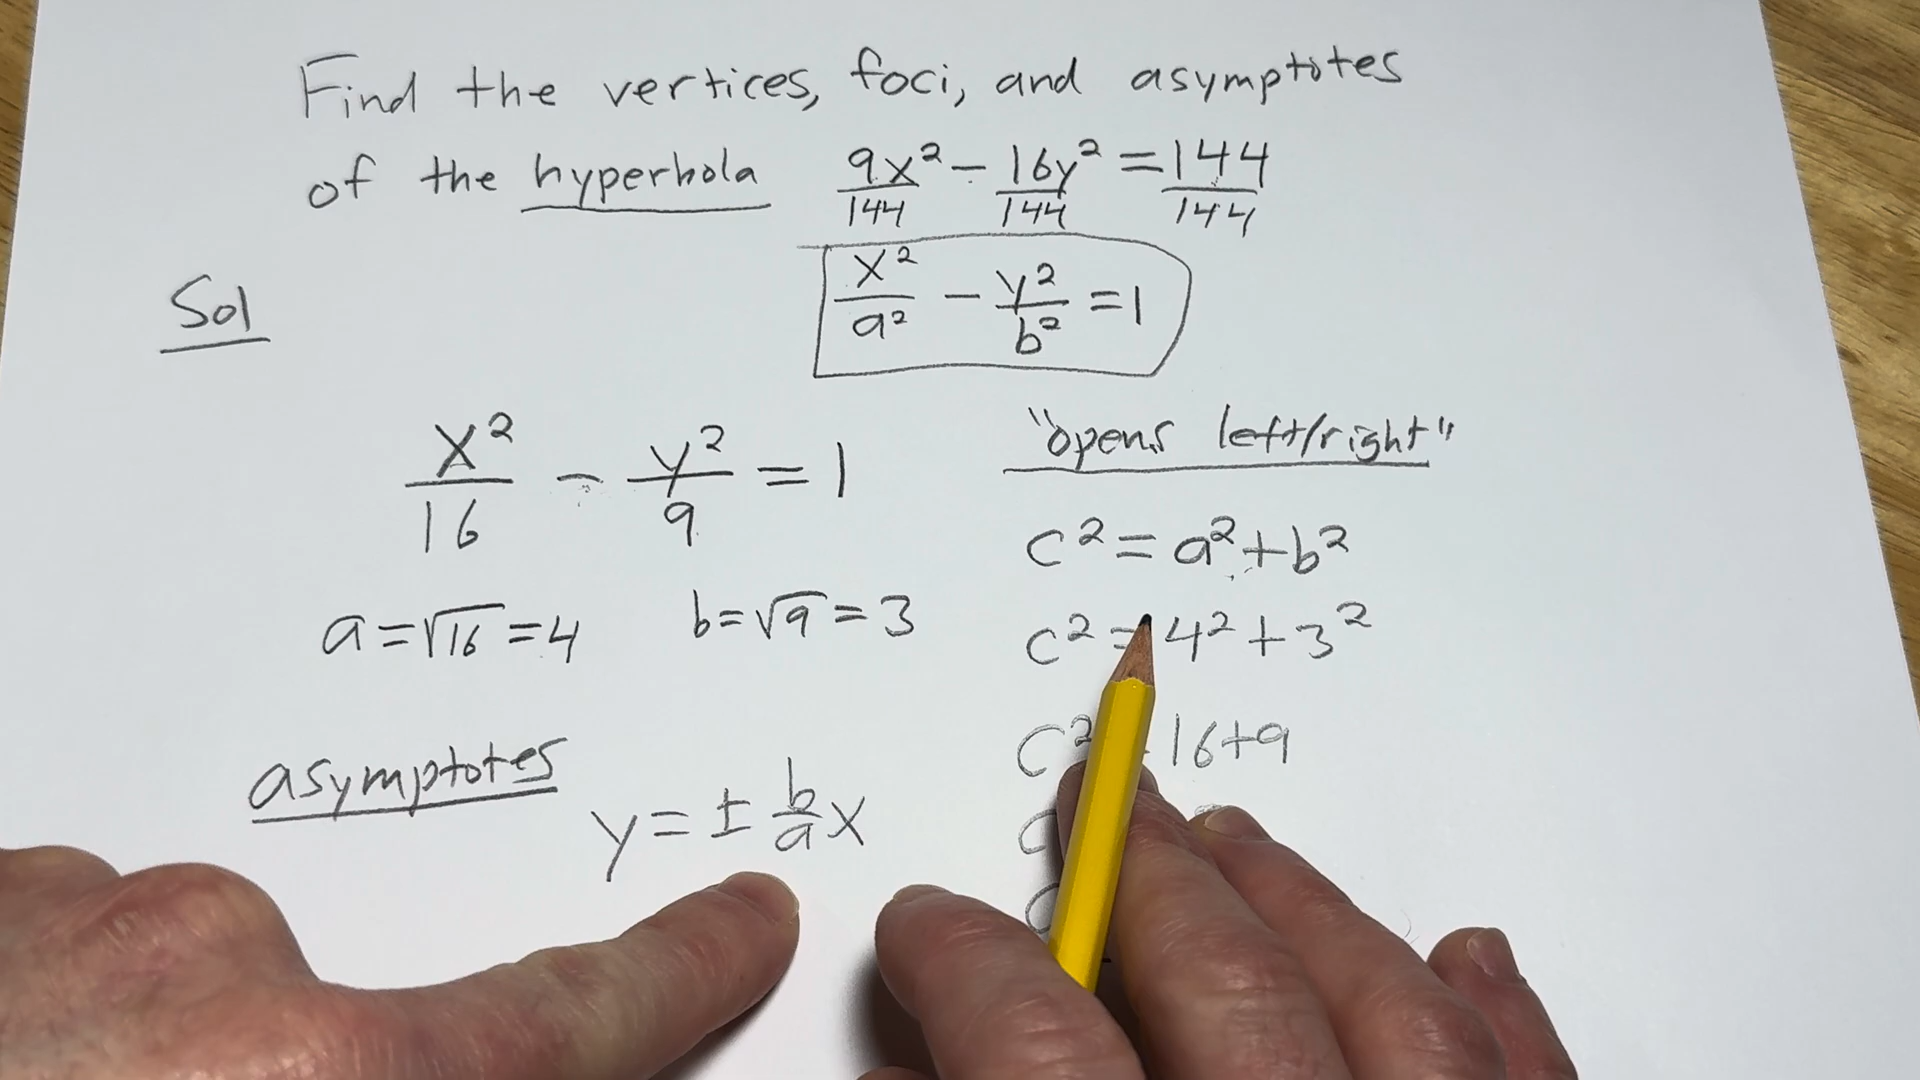 Find the vertices, foci, and asymptotes
of the hyperbola 9x²/144 - 16y²/144 = 144/144
x²/a² - y²/b² = 1
Sol
x²/16 - y²/9 = 1
"opens left/right"
c² = a² + b²
a = √16 = 4 b = √9 = 3
c² = 4² + 3²
c² 16 + 9
asymptotes
y = ± b/a x